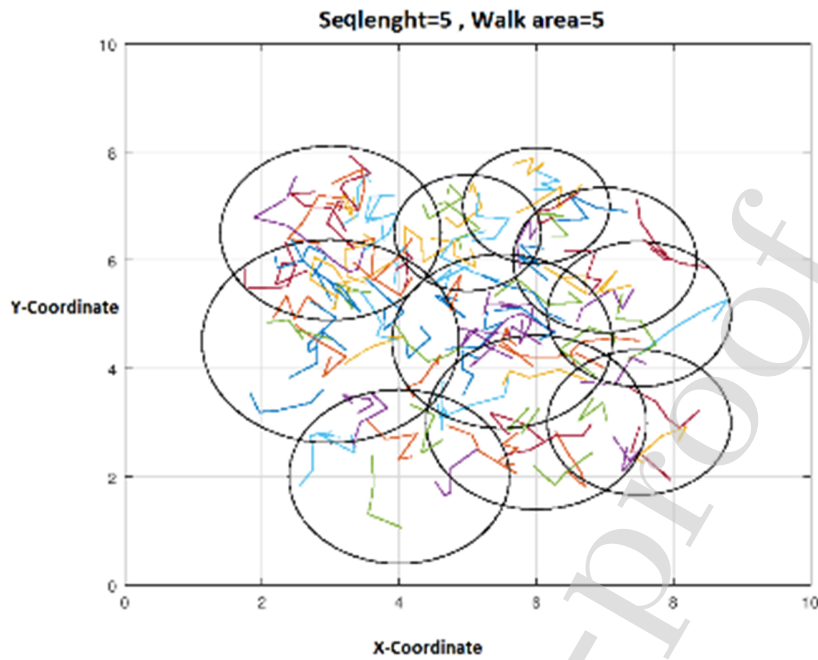 Seqlenght=5 , Walk area=5
10
8
6
Y-Coordinate
4
2
0
0 2 4 6 8 10
X-Coordinate
-proof